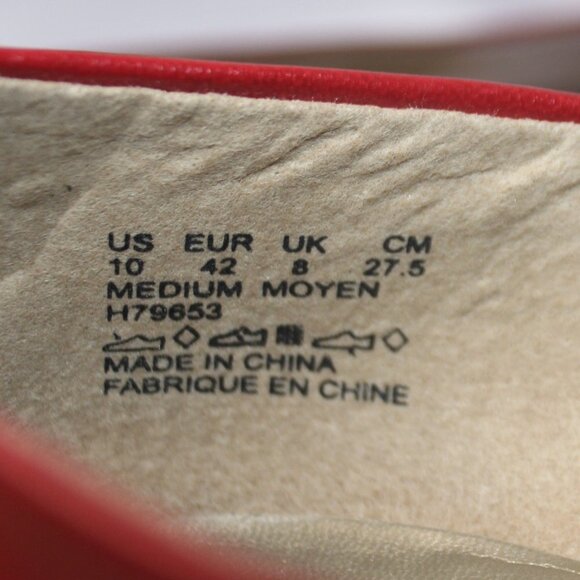 US EUR UK CM
10 42 8 27.5
MEDIUM MOYEN
H79653
MADE IN CHINA
FABRIQUE EN CHINE